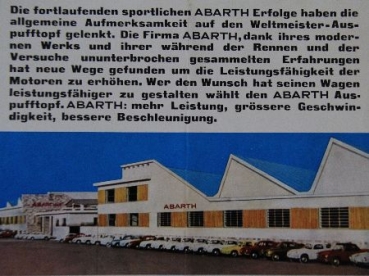 Die fortlaufenden sportlichen ABARTH Erfolge haben die
allgemeine Aufmerksamkeit auf den Weltmeister-Aus-
pufftopf gelenkt. Die Firma ABARTH, dank ihres moder-
nen Werks und ihrer während der Rennen und der
Versuche ununterbrochen gesammelten Erfahrungen
hat neue Wege gefunden um die Leistungsfähigkeit der
Motoren zu erhöhen. Wer den Wunsch hat seinen Wagen
leistungsfähiger zu gestalten wählt den ABARTH Aus-
pufftopf. ABARTH: mehr Leistung, grössere Geschwin-
digkeit, bessere Beschleunigung.
ABARTH